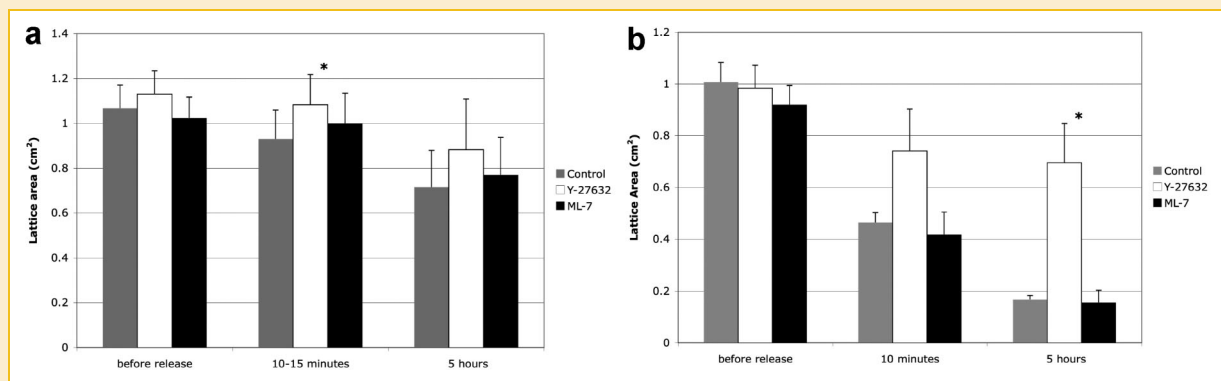 a
1.4
1.2
1
0.8
0.6
0.4
0.2
0
Lattice area (cm²)
*
before release
10-15 minutes
5 hours
Control
Y-27632
ML-7
b
1.2
1
0.8
0.6
0.4
0.2
0
Lattice Area (cm²)
*
before release
10 minutes
5 hours
Control
Y-27632
ML-7